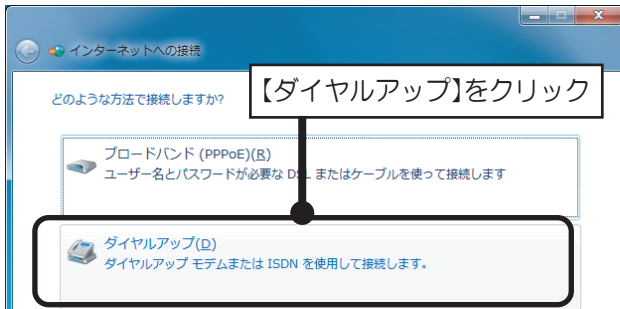 インターネットへの接続
どのような方法で接続しますか?
【ダイヤルアップ】をクリック
ブロードバンド (PPPoE)(R)
ユーザー名とパスワードが必要な DSL またはケーブルを使って接続します
ダイヤルアップ(D)
ダイヤルアップ モデムまたは ISDN を使用して接続します。